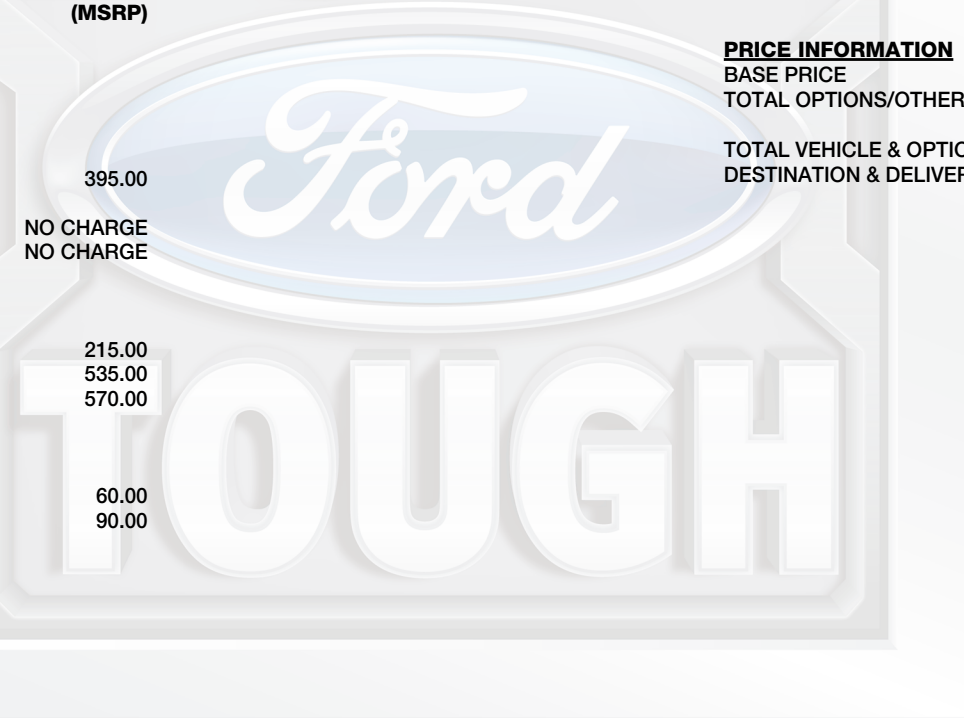 (MSRP)
395.00
NO CHARGE
NO CHARGE
215.00
535.00
570.00
60.00
90.00
PRICE INFORMATION
BASE PRICE
TOTAL OPTIONS/OTHER
TOTAL VEHICLE & OPTIO
DESTINATION & DELIVER
Ford
TOUGH